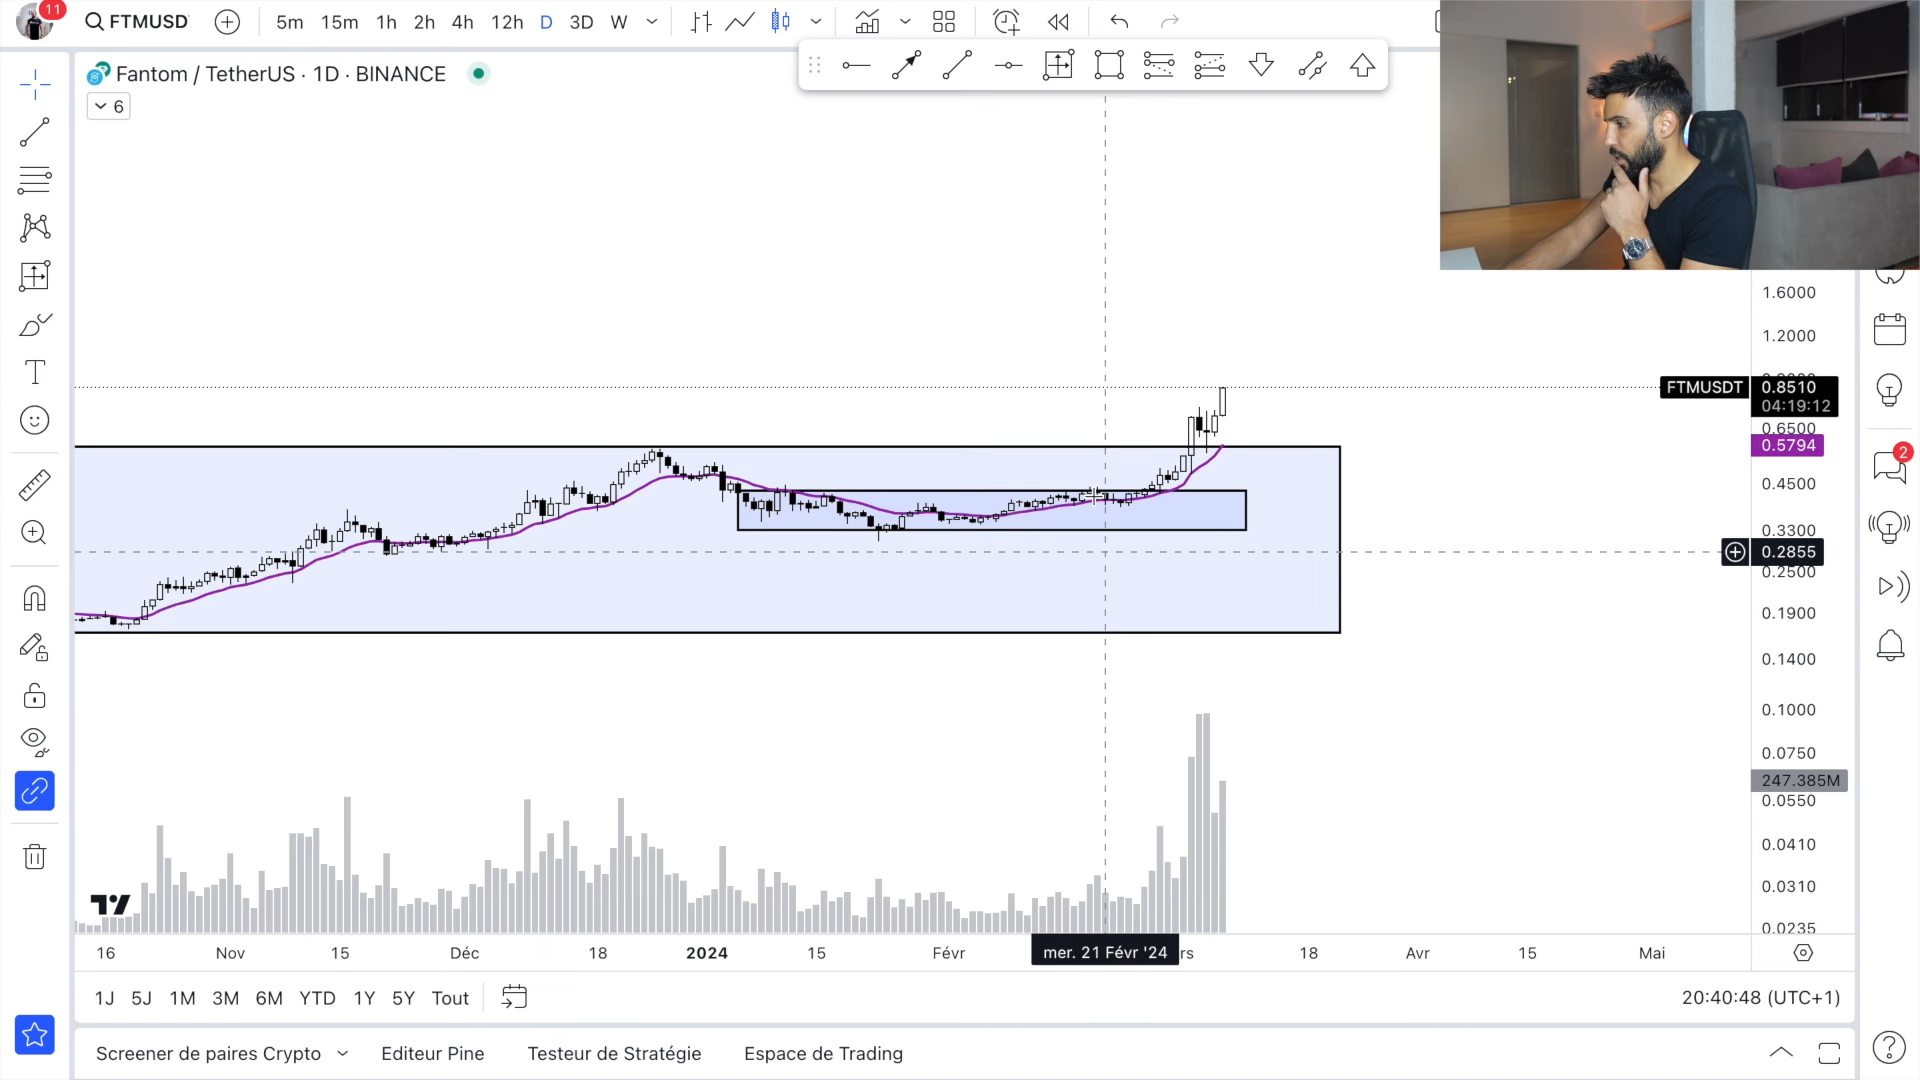 11
FTMUSD
5m 15m 1h 2h 4h 12h D 3D W
Fantom / TetherUS · 1D · BINANCE
6
1.6000
1.2000
FTMUSDT 0.8510
04:19:12
0.6500
0.5794
0.4500
0.3300
0.2855
0.2500
0.1900
0.1400
0.1000
0.0750
247.385M
0.0550
0.0410
0.0310
0.0235
2
16 Nov 15 Déc 18 2024 15 Févr mer. 21 Févr '24 rs 18 Avr 15 Mai
1J 5J 1M 3M 6M YTD 1Y 5Y Tout
20:40:48 (UTC+1)
Screener de paires Crypto Editeur Pine Testeur de Stratégie Espace de Trading